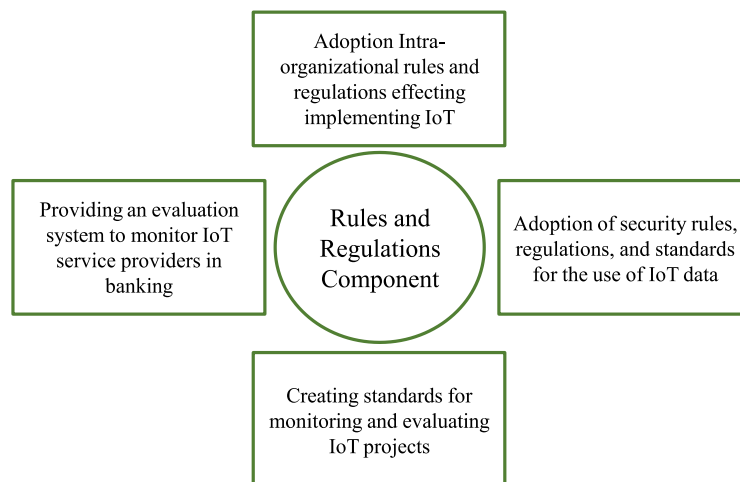 Adoption Intra-
organizational rules and
regulations effecting
implementing IoT
Providing an evaluation
system to monitor IoT
service providers in
banking
Rules and
Regulations
Component
Adoption of security rules,
regulations, and standards
for the use of IoT data
Creating standards for
monitoring and evaluating
IoT projects